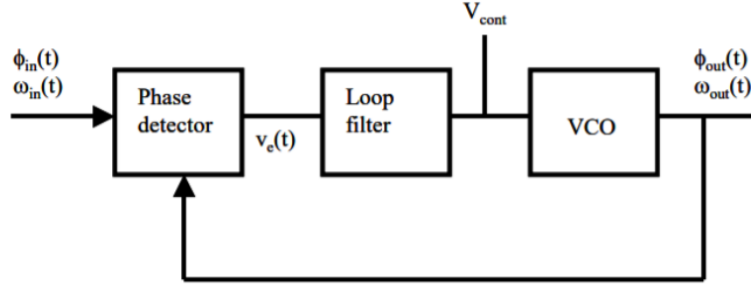 V_cont
ϕ_in(t)
ω_in(t)
Phase
detector
v_e(t)
Loop
filter
VCO
ϕ_out(t)
ω_out(t)